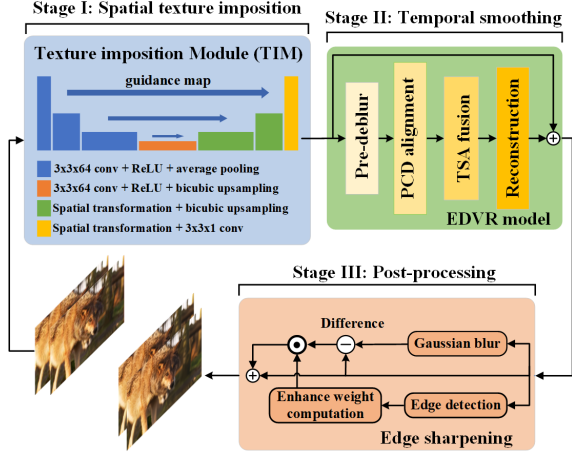 Stage I: Spatial texture imposition
Texture imposition Module (TIM)
guidance map
3x3x64 conv + ReLU + average pooling
3x3x64 conv + ReLU + bicubic upsampling
Spatial transformation + bicubic upsampling
Spatial transformation + 3x3x1 conv
Stage II: Temporal smoothing
Pre-deblur
PCD alignment
TSA fusion
Reconstruction
EDVR model
Stage III: Post-processing
Difference
Gaussian blur
Enhance weight
computation
Edge detection
Edge sharpening